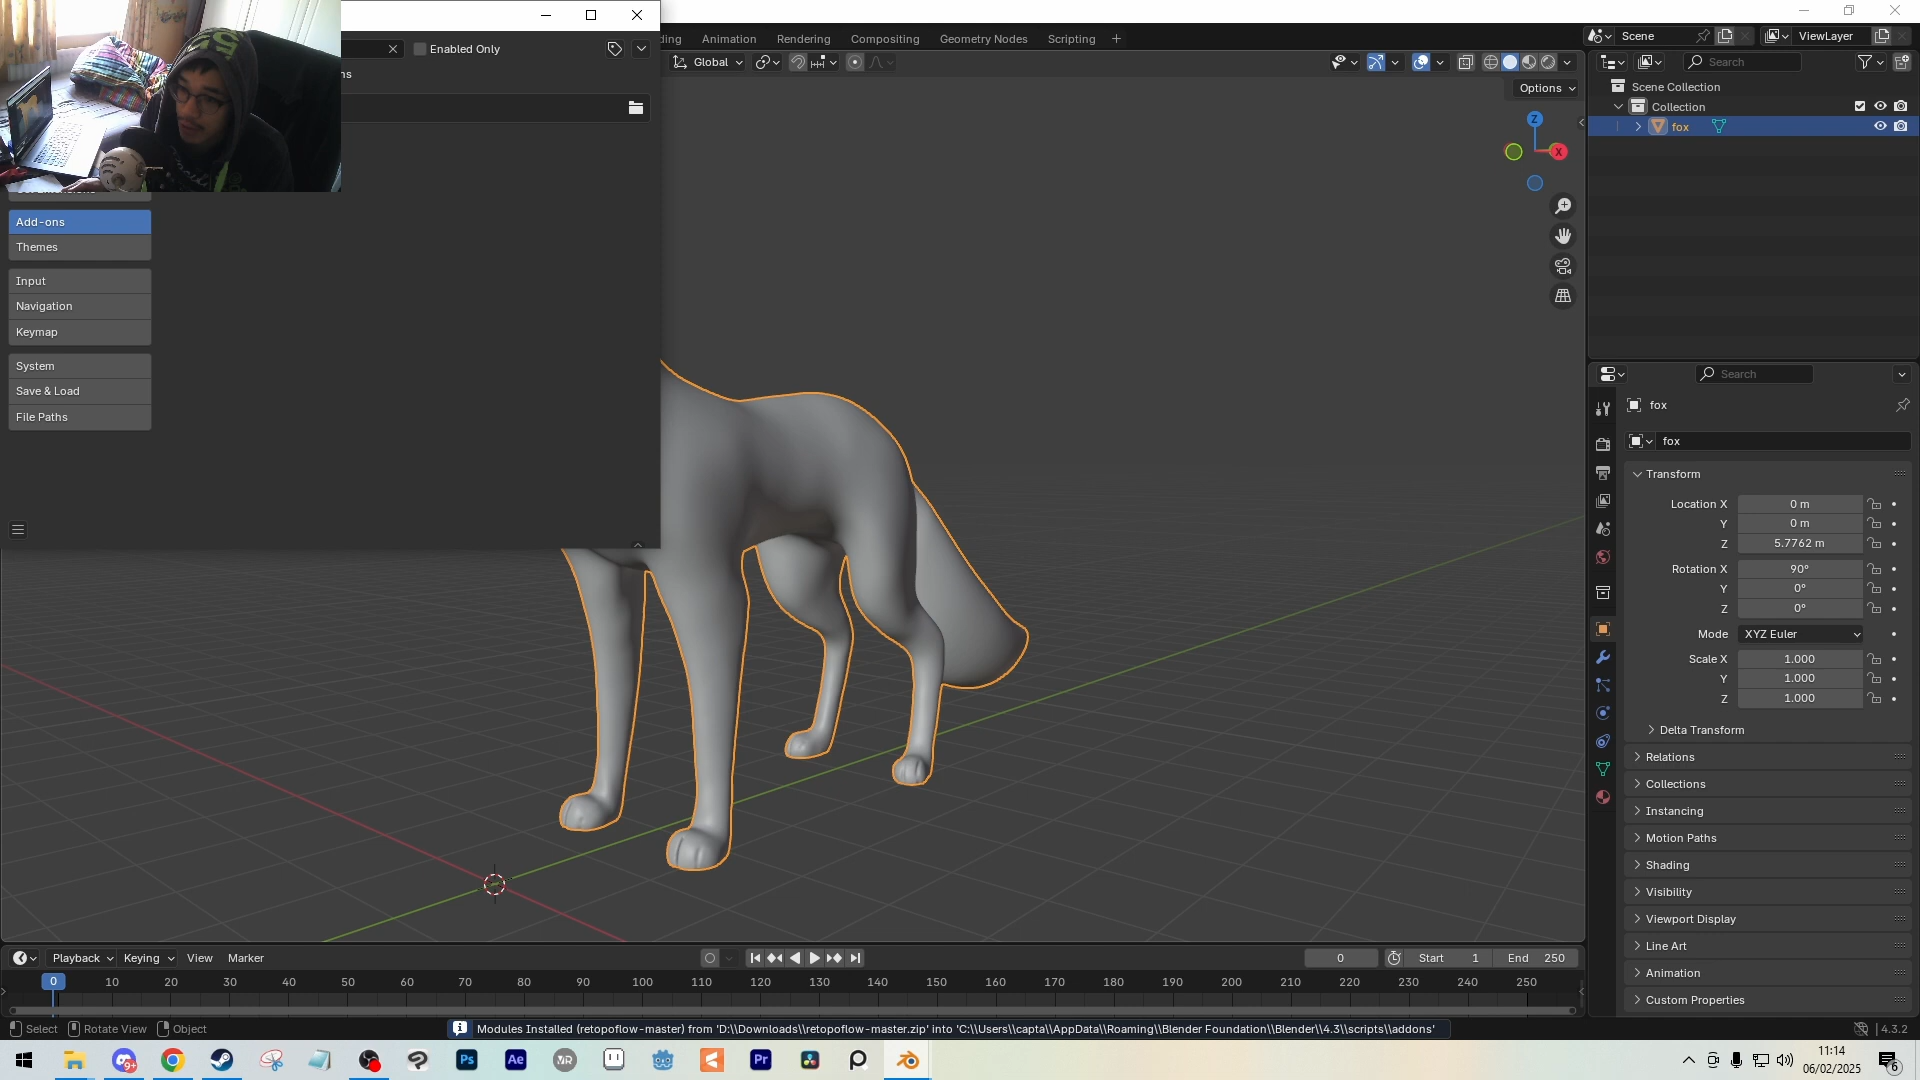 Enabled Only
ns
Add-ons
Themes
Input
Navigation
Keymap
System
Save & Load
File Paths
ding
Animation
Rendering
Compositing
Geometry Nodes
Scripting
Scene
ViewLayer
Global
Options
Z
X
Search
Scene Collection
Collection
fox
Search
fox
fox
Transform
Location X 0 m
Y 0 m
Z 5.7762 m
Rotation X 90°
Y 0°
Z 0°
Mode XYZ Euler
Scale X 1.000
Y 1.000
Z 1.000
Delta Transform
Relations
Collections
Instancing
Motion Paths
Shading
Visibility
Viewport Display
Line Art
Animation
Custom Properties
Playback
Keying
View
Marker
0
Start 1
End 250
0 10 20 30 40 50 60 70 80 90 100 110 120 130 140 150 160 170 180 190 200 210 220 230 240 250
Select
Rotate View
Object
Modules Installed (retopoflow-master) from 'D:\\Downloads\\retopoflow-master.zip' into 'C:\\Users\\capta\\AppData\\Roaming\\Blender Foundation\\Blender\\4.3\\scripts\\addons'
4.3.2
9+
Ps
Ae
Pr
11:14
06/02/2025
6